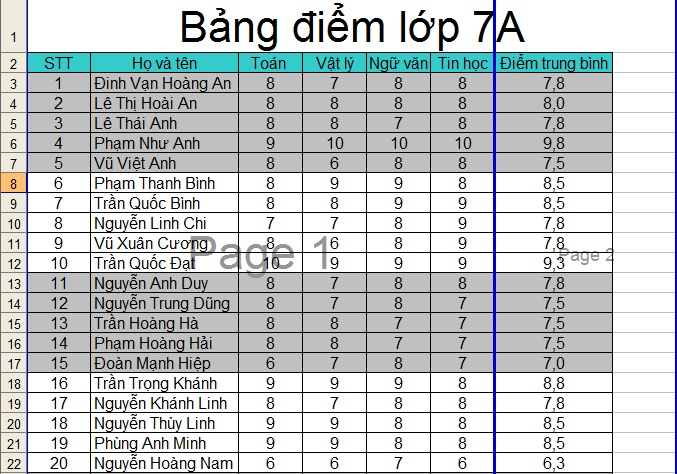 1 Bảng điểm lớp 7A
2 STT Họ và tên Toán Vật lý Ngữ văn Tin học Điểm trung bình
3 1 Đinh Vạn Hoàng An 8 7 8 8 7,8
4 2 Lê Thị Hoài An 8 8 8 8 8,0
5 3 Lê Thái Anh 8 8 7 8 7,8
6 4 Phạm Như Anh 9 10 10 10 9,8
7 5 Vũ Việt Anh 8 6 8 8 7,5
8 6 Phạm Thanh Bình 8 9 9 8 8,5
9 7 Trần Quốc Bình 8 8 9 9 8,5
10 8 Nguyễn Linh Chi 7 7 8 9 7,8
11 9 Vũ Xuân Cương 8 6 8 9 7,8
Page 1 Page 2
12 10 Trần Quốc Đạt 10 9 9 9 9,3
13 11 Nguyễn Anh Duy 8 7 8 8 7,8
14 12 Nguyễn Trung Dũng 8 7 8 7 7,5
15 13 Trần Hoàng Hà 8 8 7 7 7,5
16 14 Phạm Hoàng Hải 8 8 7 7 7,5
17 15 Đoàn Mạnh Hiệp 6 7 8 7 7,0
18 16 Trần Trọng Khánh 9 9 9 8 8,8
19 17 Nguyễn Khánh Linh 8 7 8 8 7,8
20 18 Nguyễn Thùy Linh 9 9 8 8 8,5
21 19 Phùng Anh Minh 9 9 8 8 8,5
22 20 Nguyễn Hoàng Nam 6 6 7 6 6,3